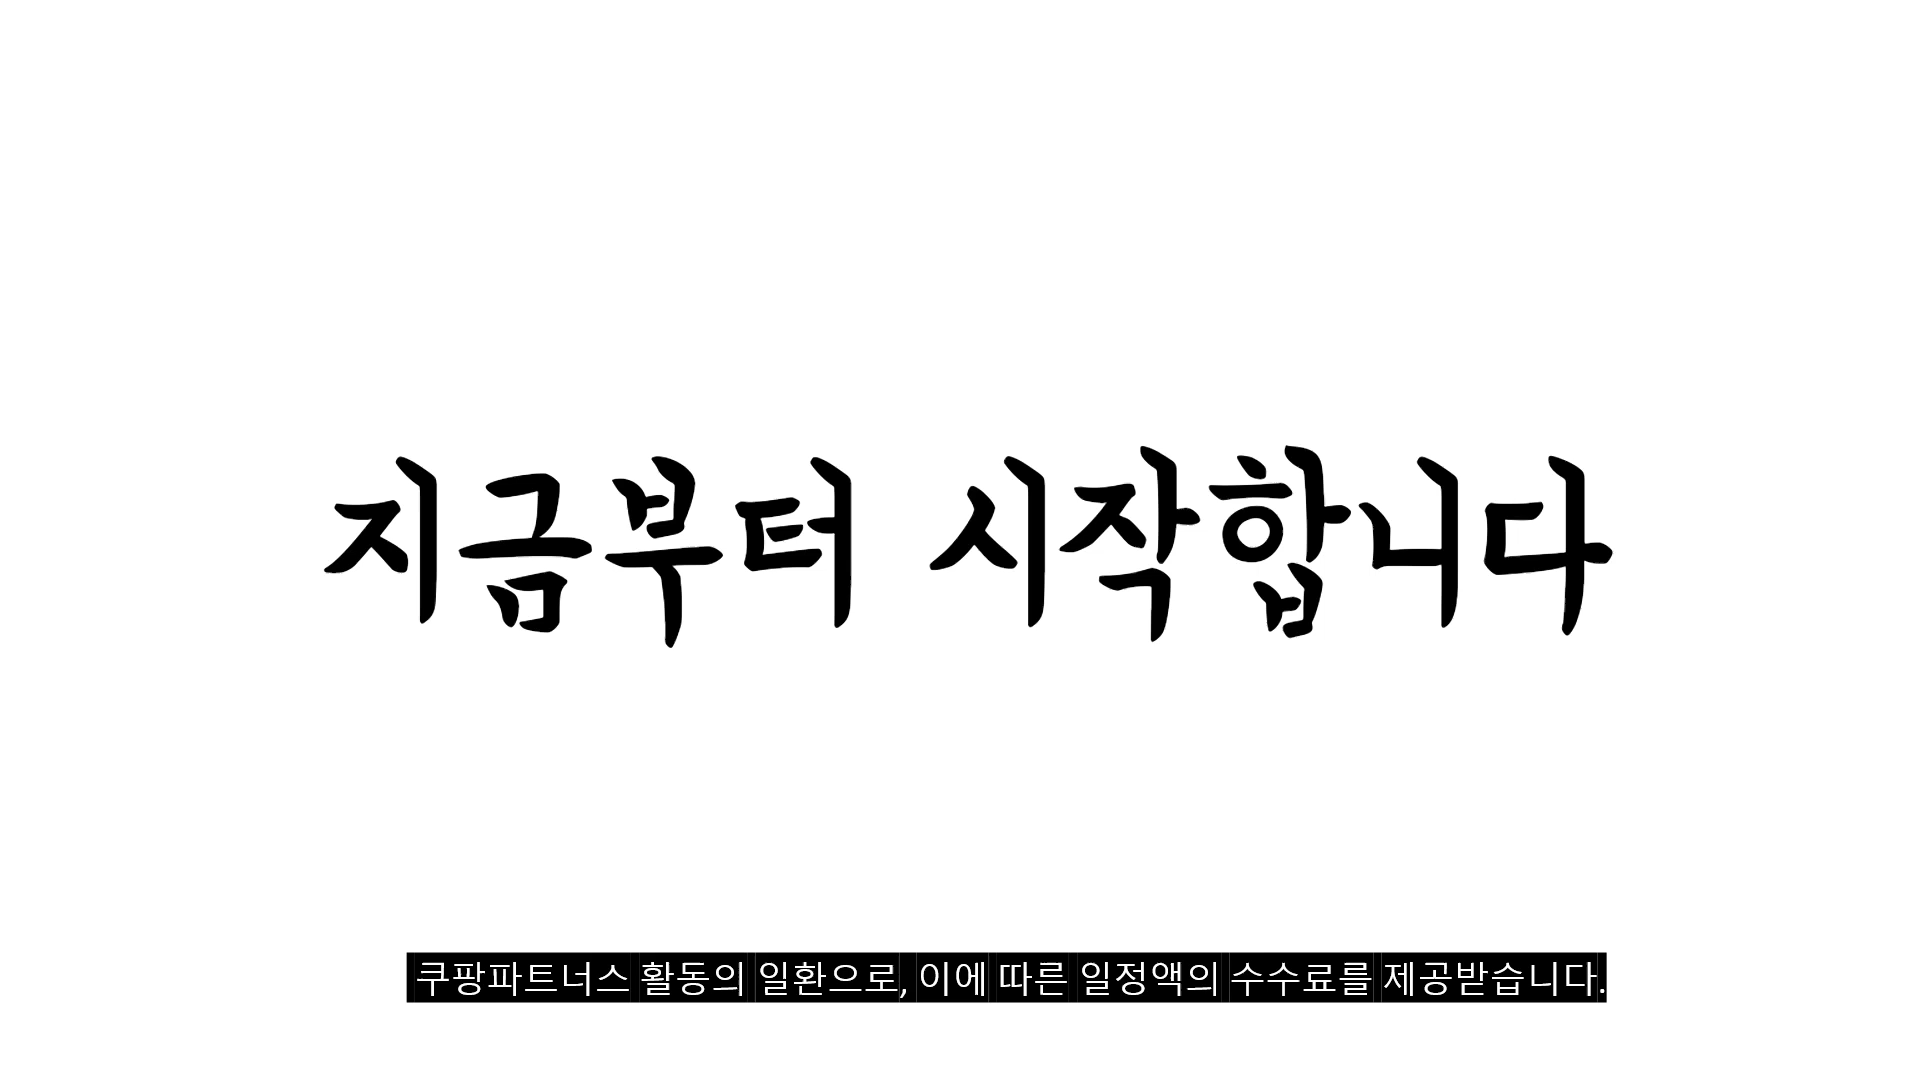 지금부터 시작합니다
쿠팡파트너스 활동의 일환으로, 이에 따른 일정액의 수수료를 제공받습니다.